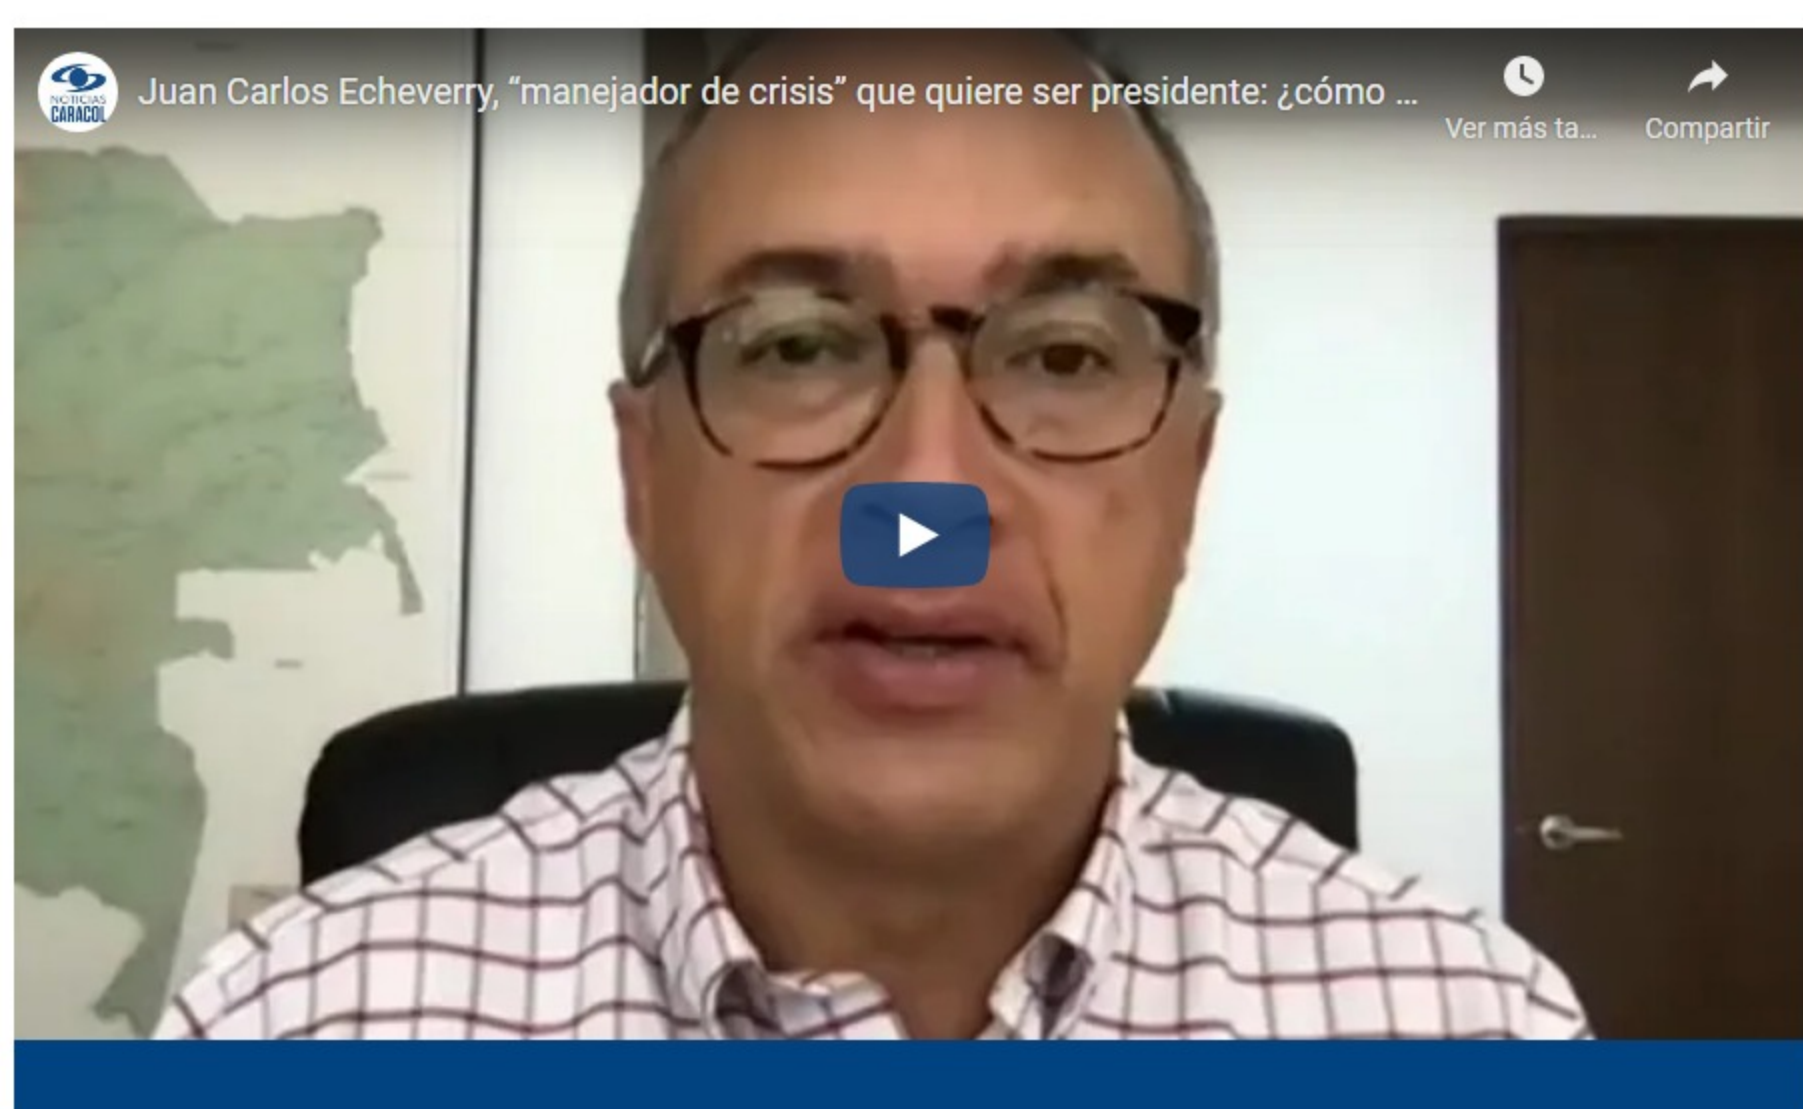 NOTICIAS
CARACOL
Juan Carlos Echeverry, “manejador de crisis” que quiere ser presidente: ¿cómo ...
Ver más ta...
Compartir